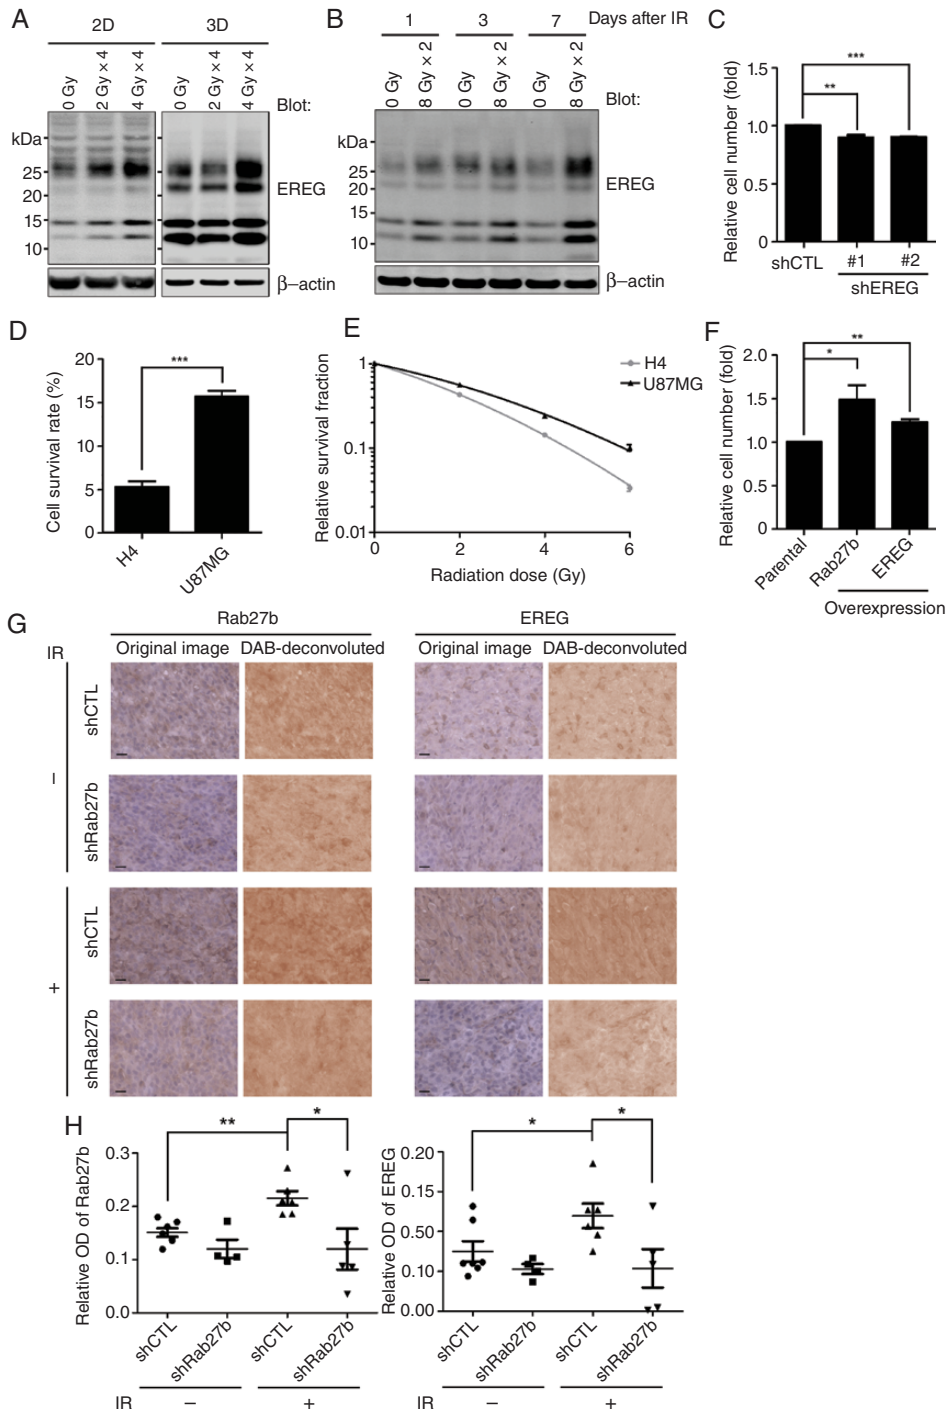 A
2D
3D
0 Gy
2 Gy × 4
4 Gy × 4
0 Gy
2 Gy × 4
4 Gy × 4
Blot:
kDa
25
20
15
10
EREG
β–actin
B
1
3
7
Days after IR
0 Gy
8 Gy × 2
0 Gy
8 Gy × 2
0 Gy
8 Gy × 2
Blot:
kDa
25
20
15
10
EREG
β–actin
C
Relative cell number (fold)
1.5
1.0
0.5
0
***
**
shCTL
#1
#2
shEREG
D
Cell survival rate (%)
20
15
10
5
0
***
H4
U87MG
E
Relative survival fraction
1
0.1
0.01
0
2
4
6
Radiation dose (Gy)
H4
U87MG
F
Relative cell number (fold)
2.0
1.5
1.0
0.5
0
**
*
Parental
Rab27b
EREG
Overexpression
G
Rab27b
EREG
IR
Original image
DAB-deconvoluted
Original image
DAB-deconvoluted
shCTL
–
shRab27b
shCTL
+
shRab27b
H
Relative OD of Rab27b
0.3
0.2
0.1
0.0
**
*
shCTL
shRab27b
shCTL
shRab27b
IR
–
+
Relative OD of EREG
0.20
0.15
0.50
0.10
0.00
*
*
shCTL
shRab27b
shCTL
shRab27b
IR
–
+